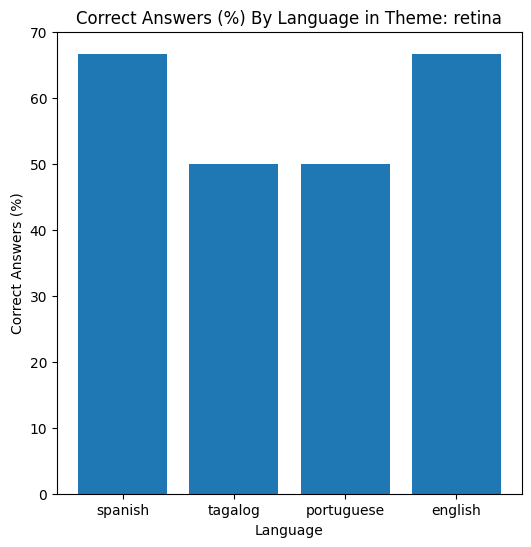 Correct Answers (%) By Language in Theme: retina
70
60
50
40
30
20
10
0
Correct Answers (%)
spanish tagalog portuguese english
Language